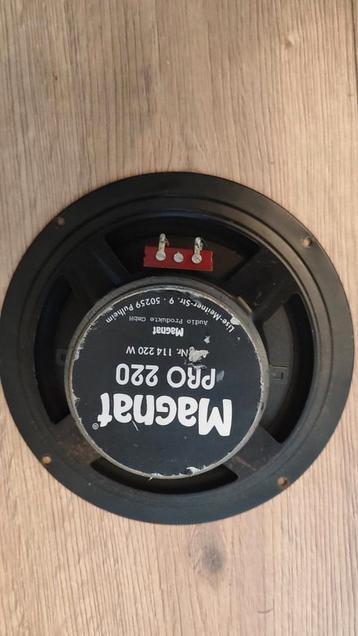 Magnat®
PRO 220
Nr. 114 220 W
Magnat
Audio Produkte GmbH
Lise-Meitner-Str. 9 · 50259 Pulheim